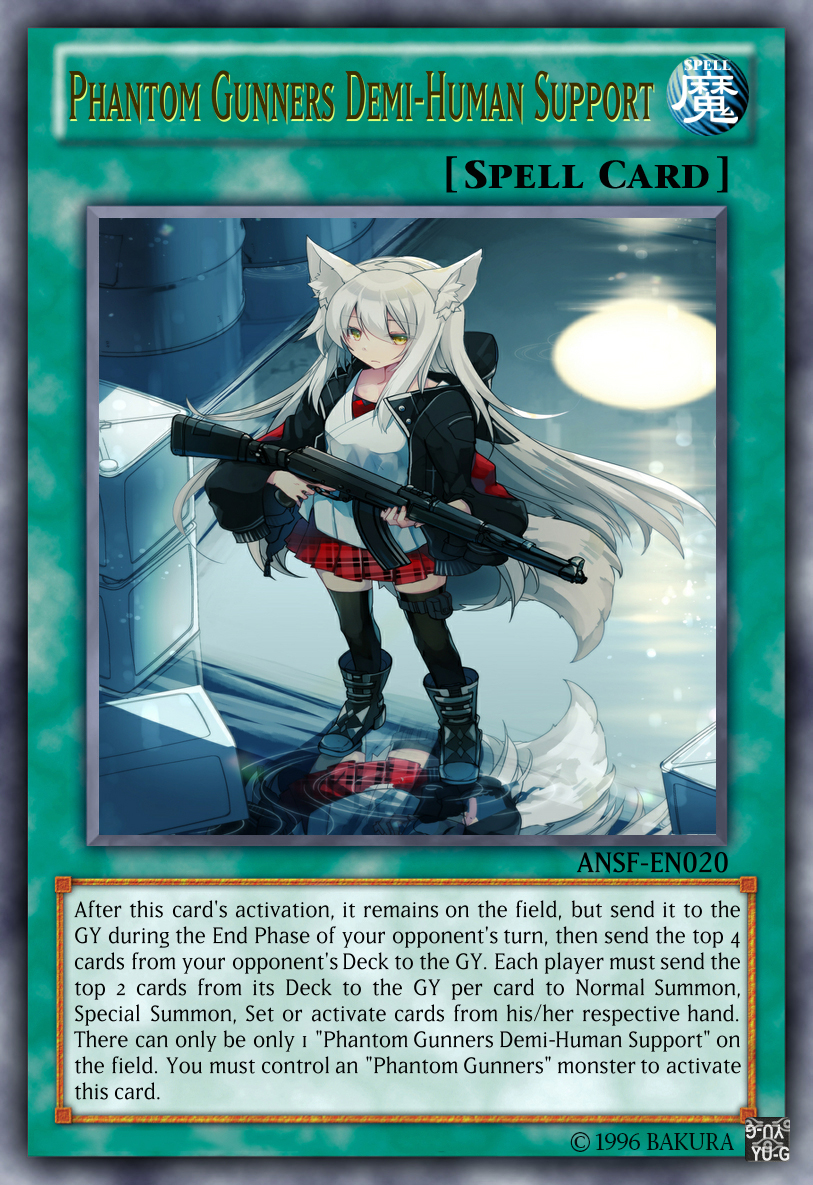 PHANTOM GUNNERS DEMI-HUMAN SUPPORT
SPELL
魔
[SPELL CARD]
ANSF-EN020
After this card's activation, it remains on the field, but send it to the
GY during the End Phase of your opponent's turn, then send the top 4
cards from your opponent's Deck to the GY. Each player must send the
top 2 cards from its Deck to the GY per card to Normal Summon,
Special Summon, Set or activate cards from his/her respective hand.
There can only be only 1 "Phantom Gunners Demi-Human Support" on
the field. You must control an "Phantom Gunners" monster to activate
this card.
© 1996 BAKURA
YU-G
YU-G